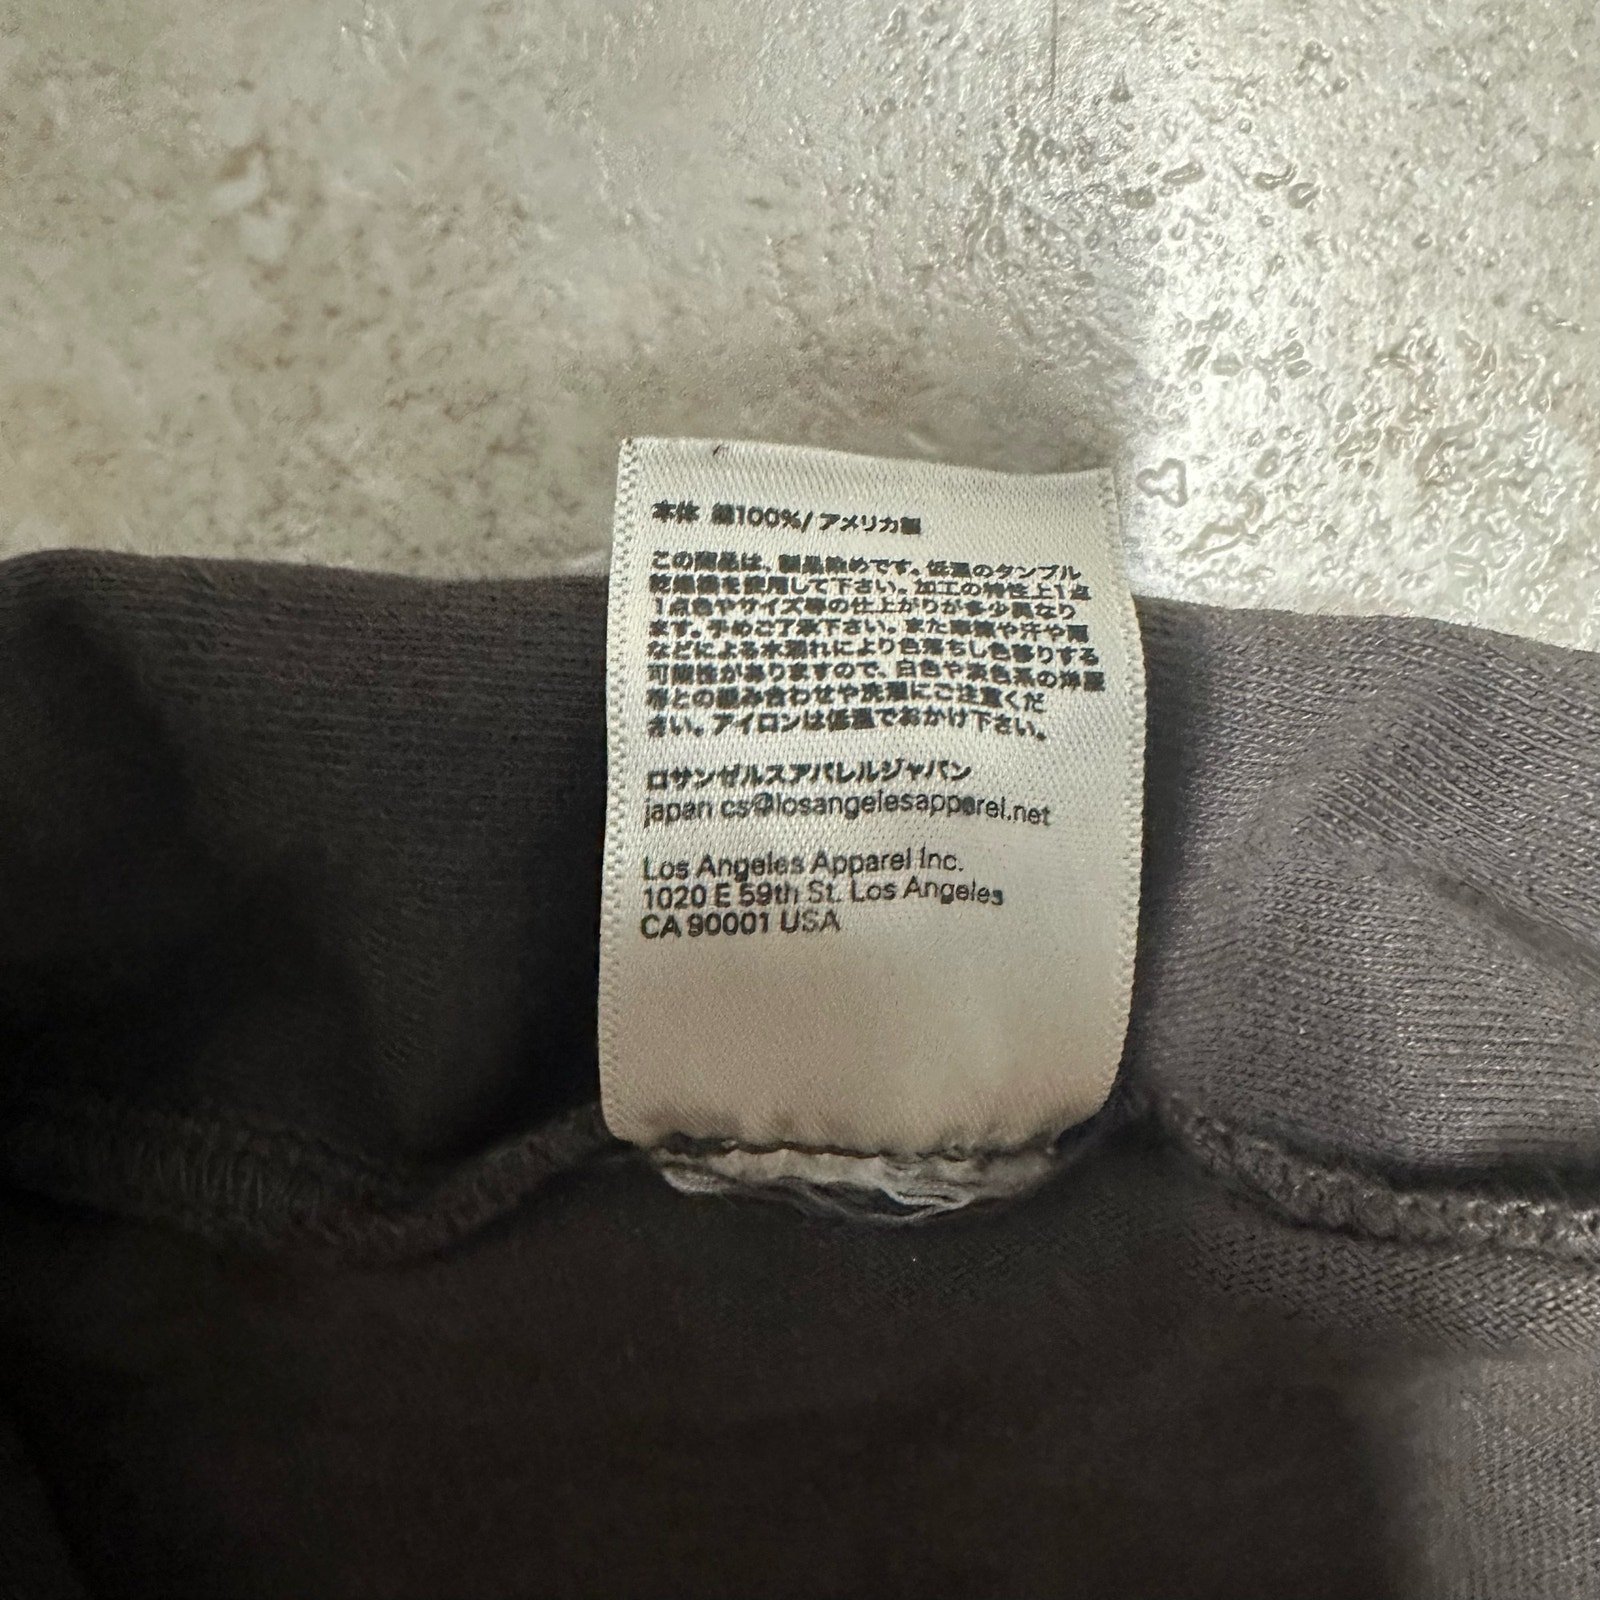 本体 綿100%/アメリカ製
この商品は、製品染めです。低温のタンブル
乾燥機を使用して下さい。加工の特性上1点
1点色やサイズ等の仕上がりが多少異なり
ます。予めご了承下さい。また摩擦や汗や雨
などによる水濡れにより色落ちし色移りする
可能性がありますので、白色や淡色系の洋服
等との組み合わせや洗濯にご注意くだ
さい。アイロンは低温でおかけ下さい。
ロサンゼルスアパレルジャパン
japan cs@losangelesapparel.net
Los Angeles Apparel Inc.
1020 E 59th St. Los Angeles
CA 90001 USA